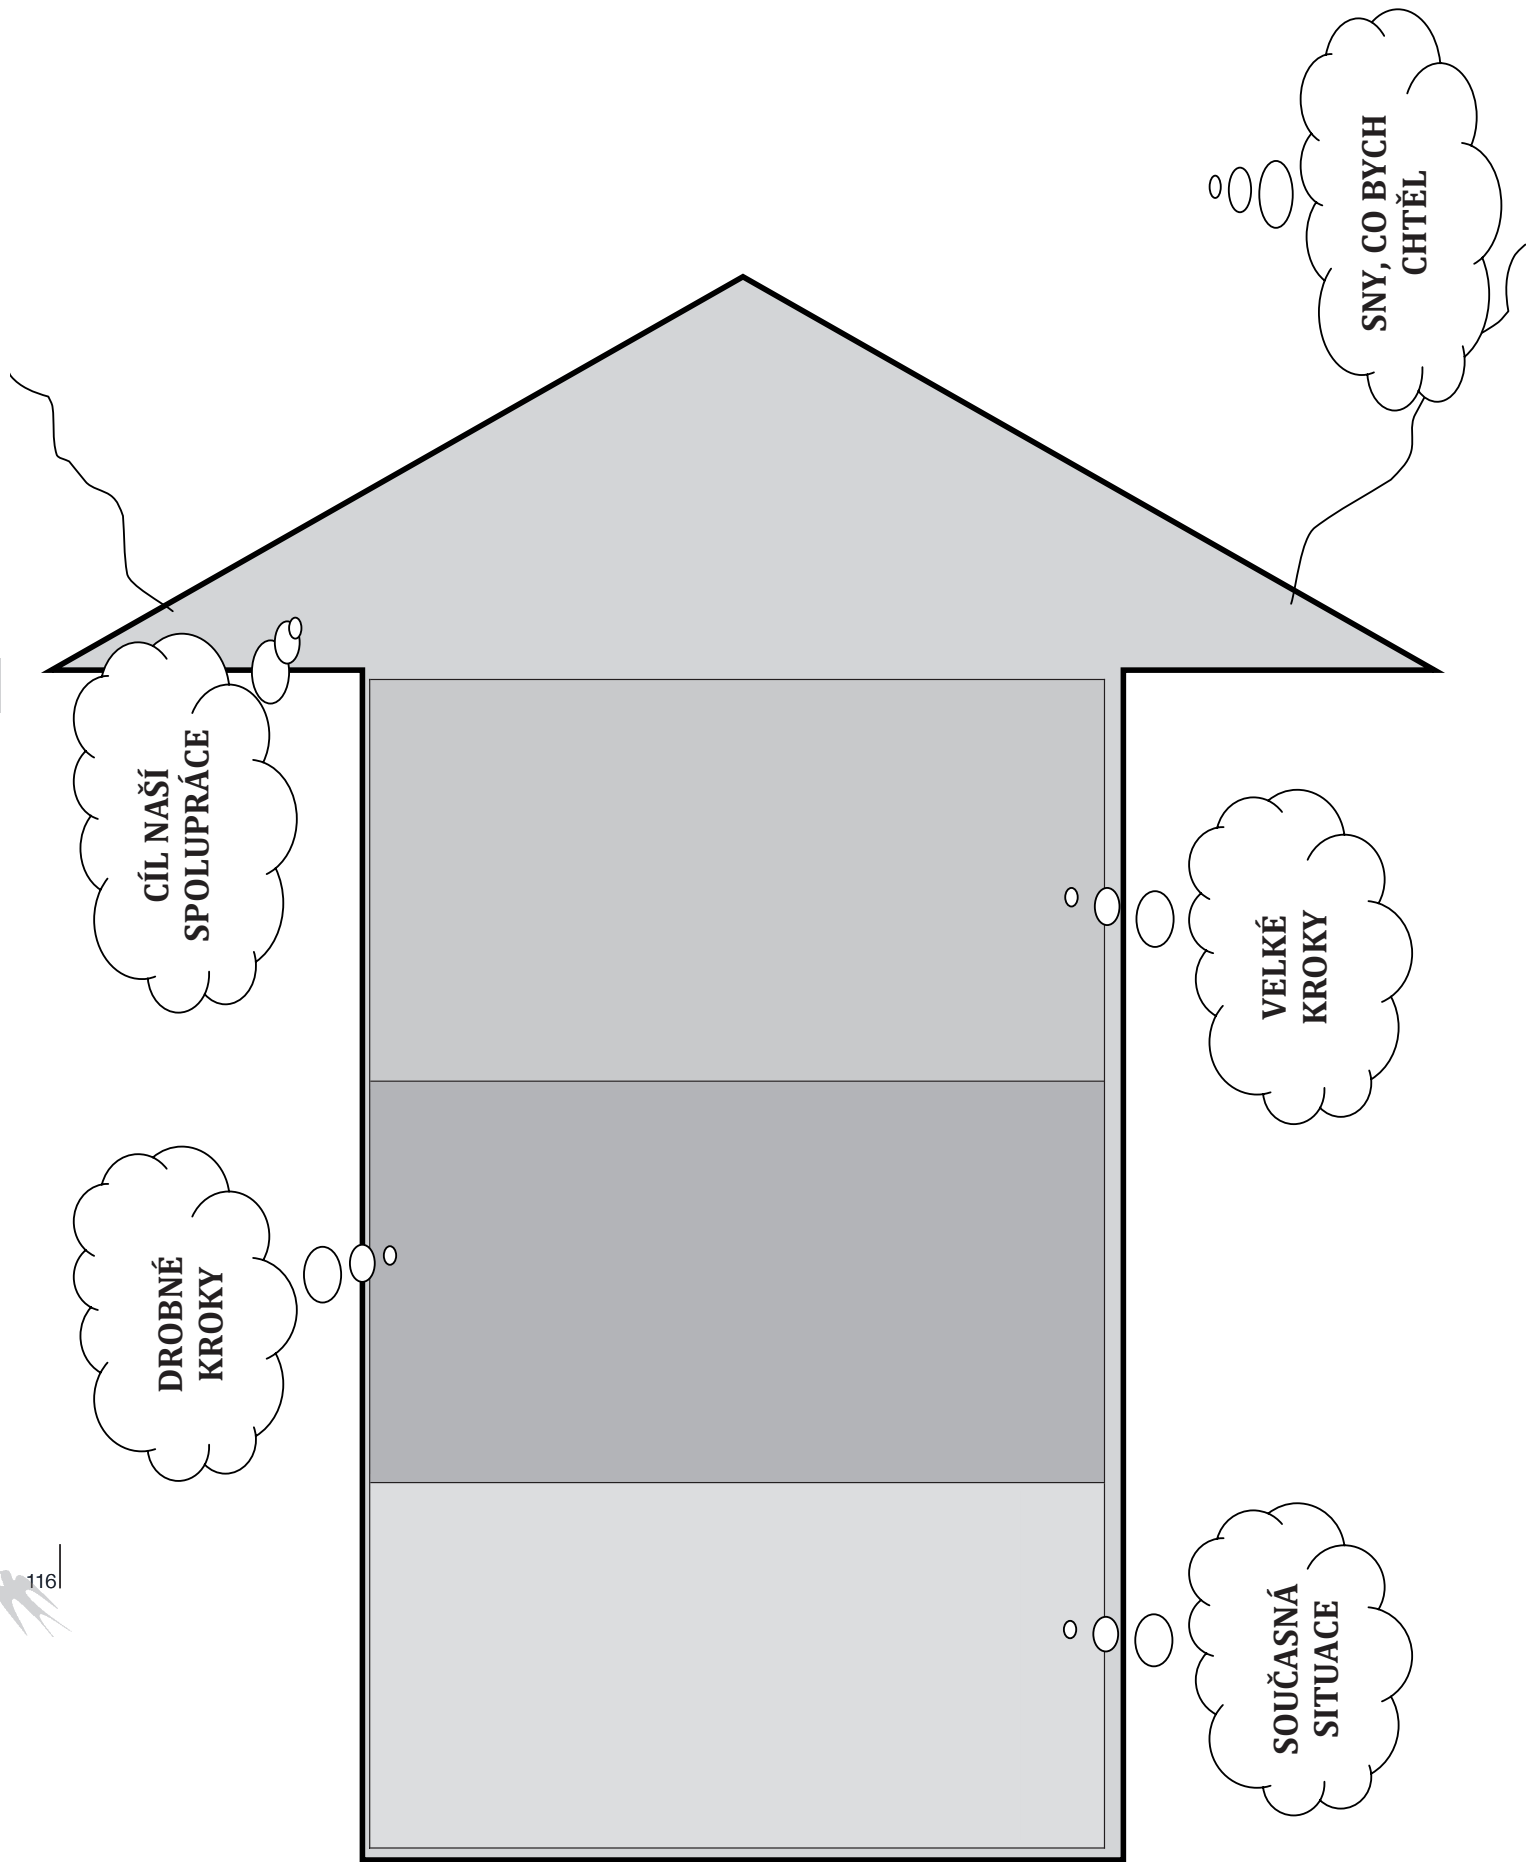 SNY, CO BYCH
CHTĚL
CÍL NAŠÍ
SPOLUPRÁCE
VELKÉ
KROKY
DROBNÉ
KROKY
SOUČASNÁ
SITUACE
116